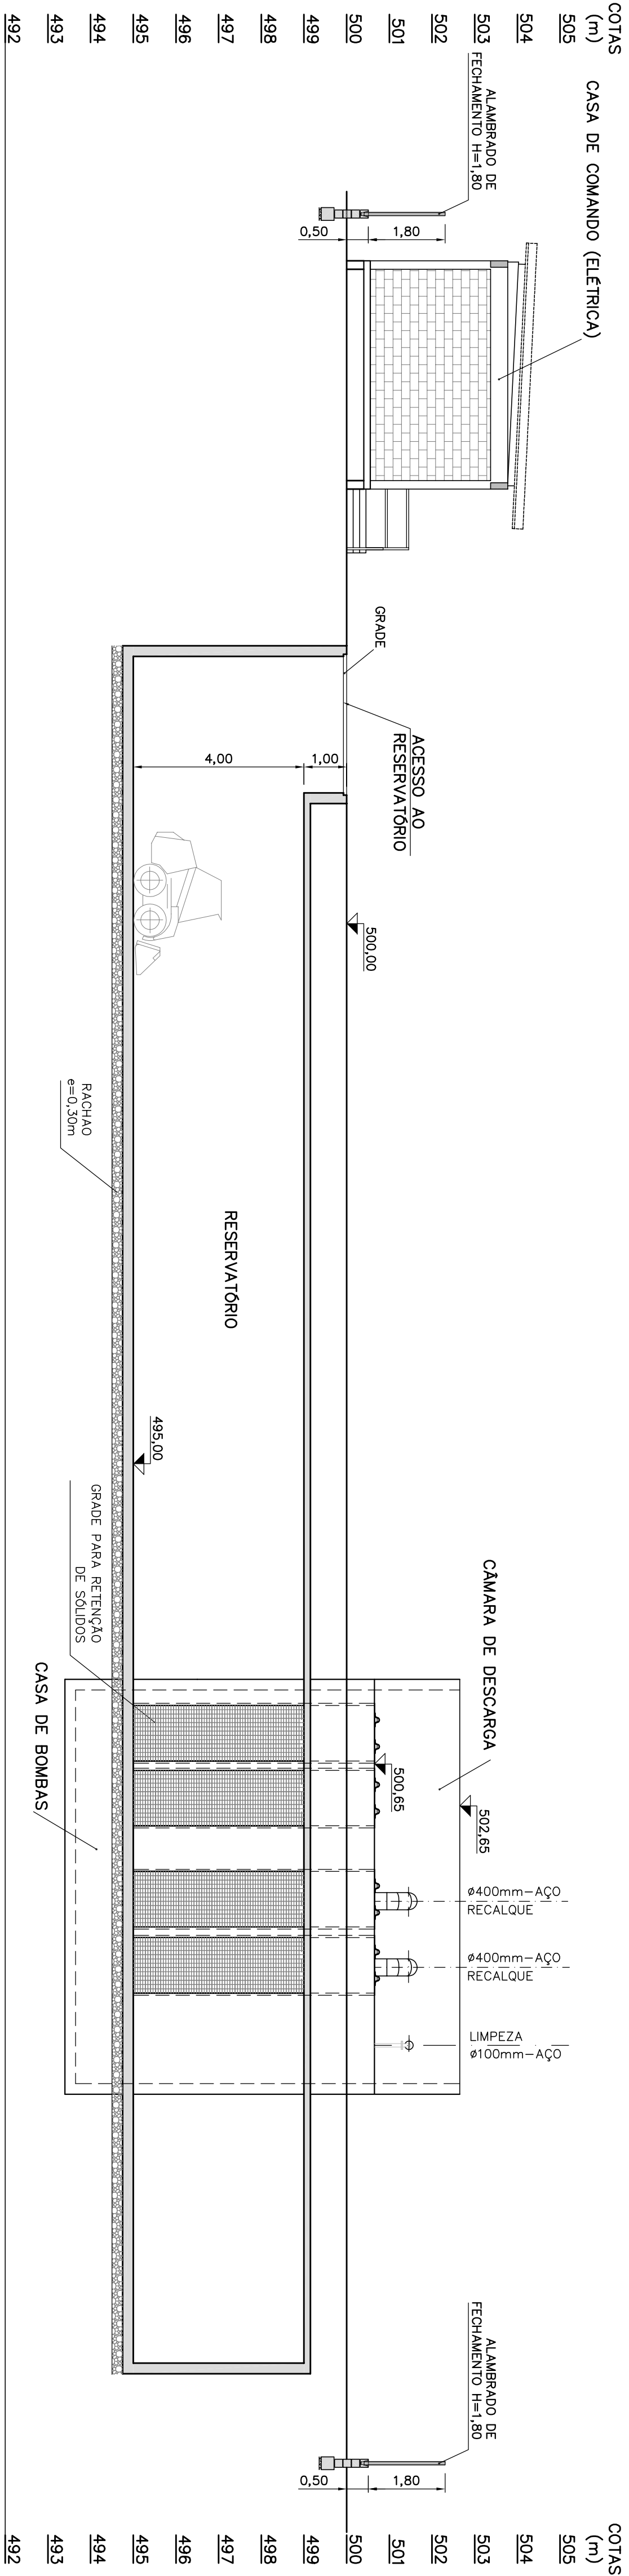 COTAS
(m)
505
504
503
502
501
500
499
498
497
496
495
494
493
492
CASA DE COMANDO (ELÉTRICA)
ALAMBRADO DE
FECHAMENTO H=1,80
0,50
1,80
GRADE
ACESSO AO
RESERVATÓRIO
4,00
1,00
500,00
RACHAO
e=0,30m
RESERVATÓRIO
495,00
GRADE PARA RETENÇÃO
DE SÓLIDOS
CASA DE BOMBAS
CÂMARA DE DESCARGA
500,65
502,65
ø400mm-AÇO
RECALQUE
ø400mm-AÇO
RECALQUE
LIMPEZA
ø100mm-AÇO
ALAMBRADO DE
FECHAMENTO H=1,80
0,50
1,80
COTAS
(m)
505
504
503
502
501
500
499
498
497
496
495
494
493
492